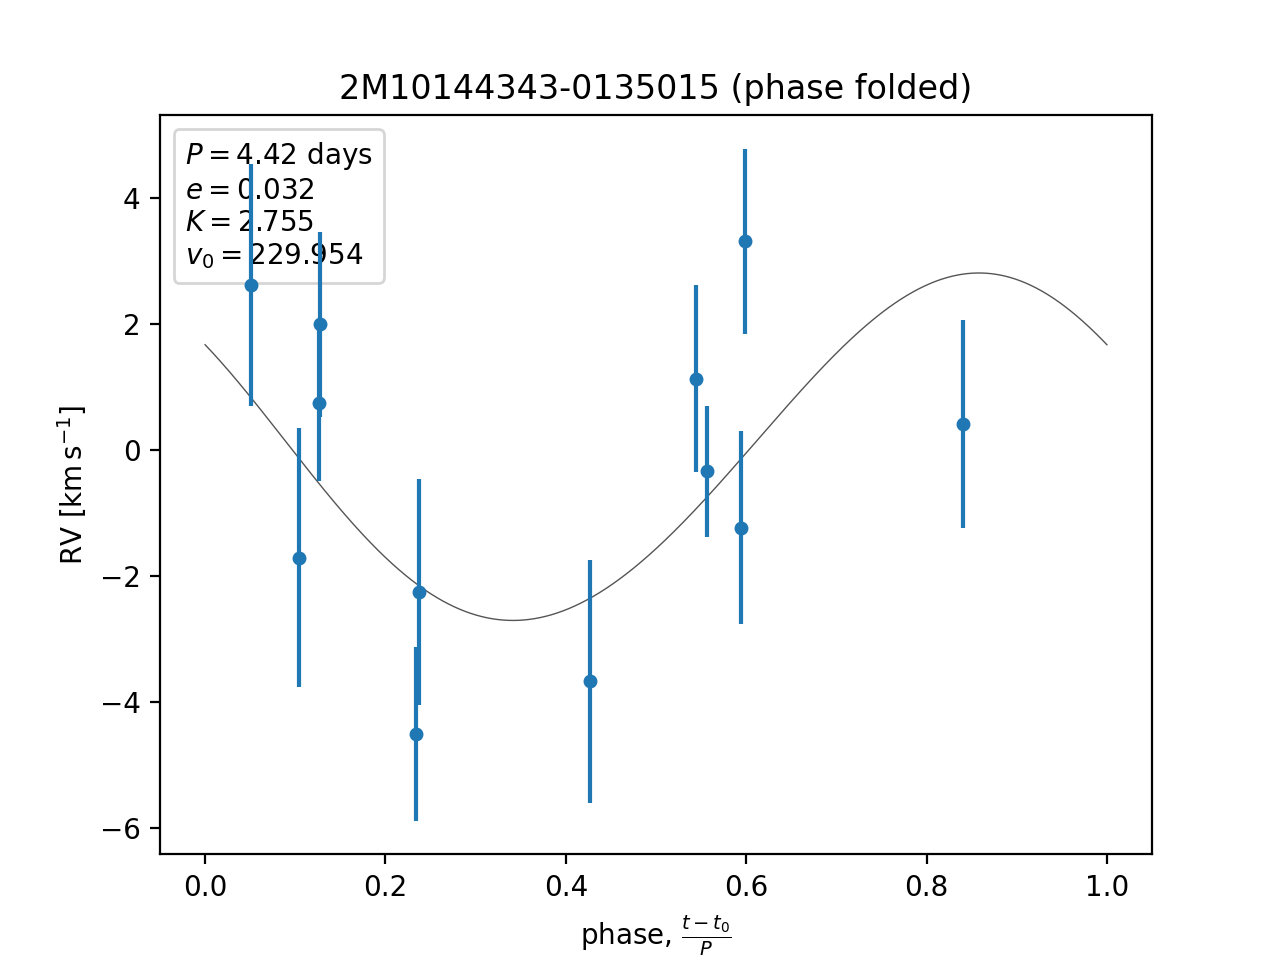 2M10144343-0135015 (phase folded)
P = 4.42 days
e = 0.032
K = 2.755
v₀ = 229.954
4
2
0
−2
−4
−6
RV [km s⁻¹]
0.0 0.2 0.4 0.6 0.8 1.0
phase, (t − t₀)/P